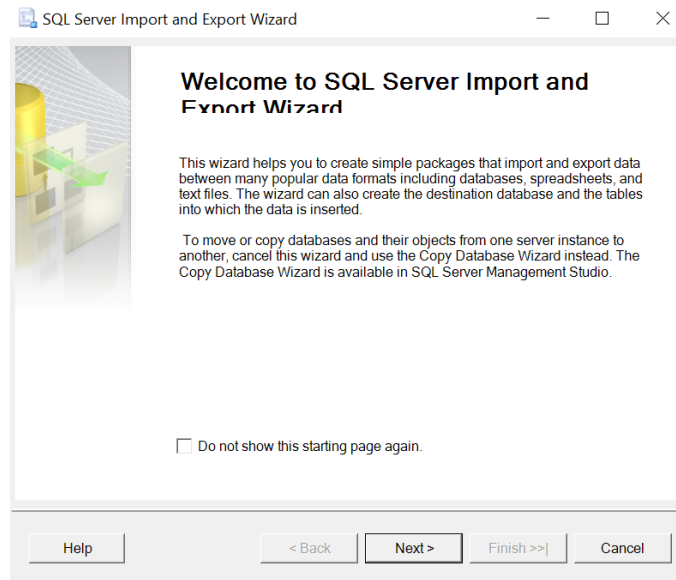 SQL Server Import and Export Wizard
Welcome to SQL Server Import and
Export Wizard
This wizard helps you to create simple packages that import and export data
between many popular data formats including databases, spreadsheets, and
text files. The wizard can also create the destination database and the tables
into which the data is inserted.
To move or copy databases and their objects from one server instance to
another, cancel this wizard and use the Copy Database Wizard instead. The
Copy Database Wizard is available in SQL Server Management Studio.
Do not show this starting page again.
Help
< Back
Next >
Finish >>|
Cancel